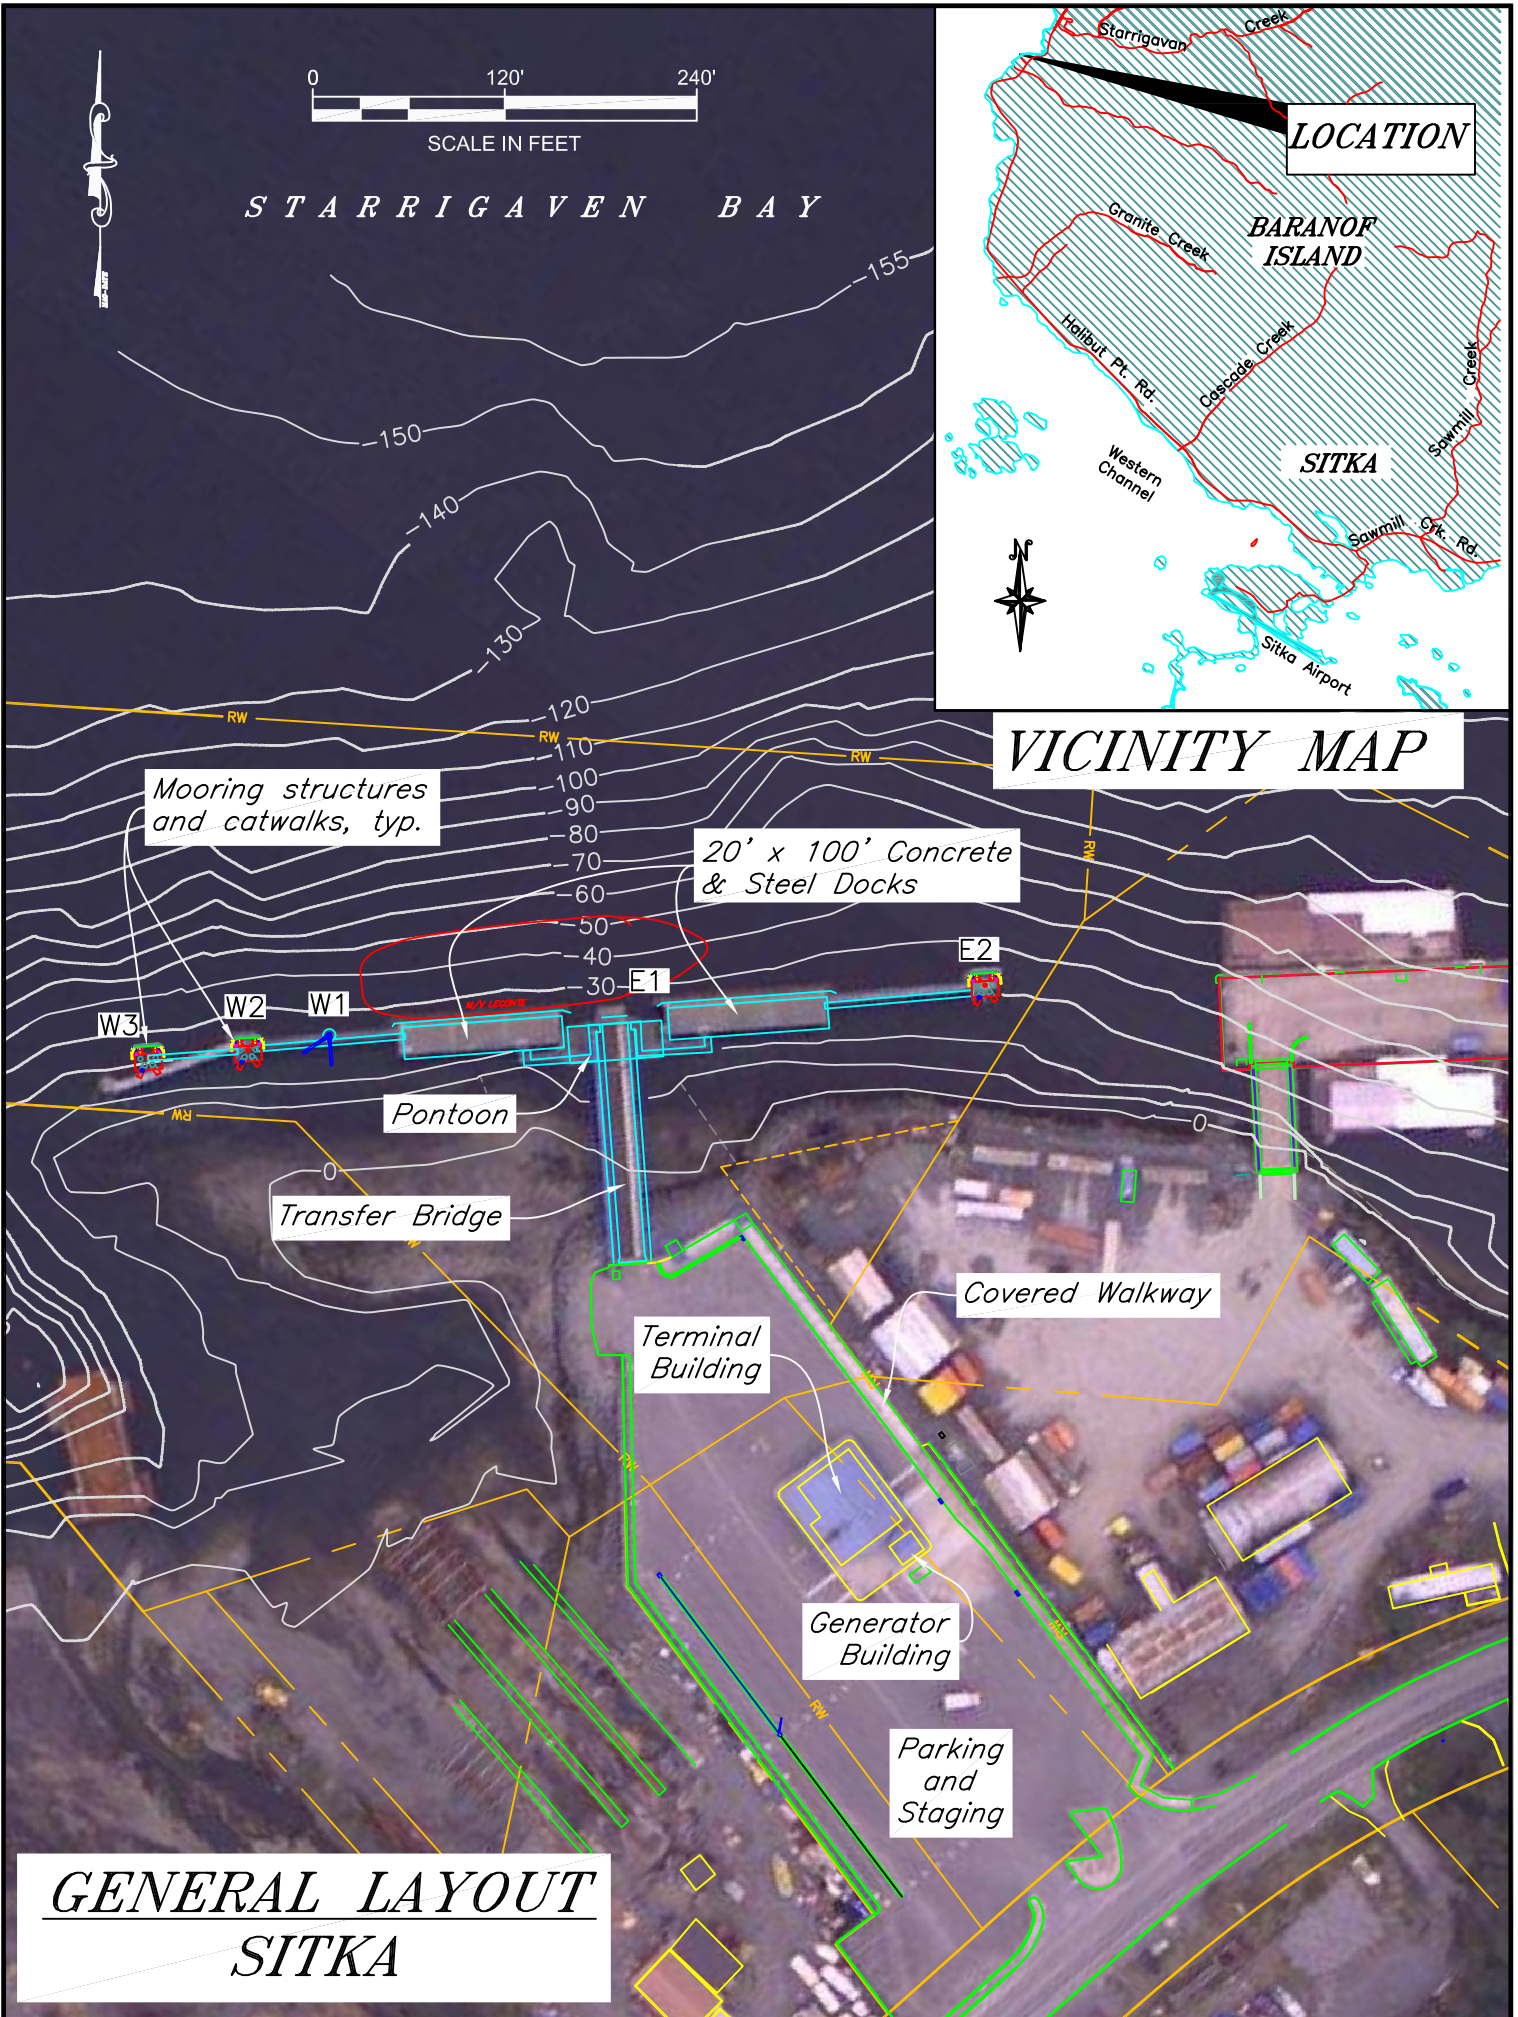 0 120' 240'
SCALE IN FEET
STARRIGAVEN BAY
-155
-150
-140
-130
-120
-110
-100
-90
-80
-70
-60
-50
-40
-30
0
0
RW
RW
RW
RW
RW
RW
RW
Mooring structures
and catwalks, typ.
20' x 100' Concrete
& Steel Docks
W3
W2
W1
E1
E2
M/V LECONTE
Pontoon
Transfer Bridge
Covered Walkway
Terminal
Building
Generator
Building
Parking
and
Staging
GENERAL LAYOUT
SITKA
Starrigavan Creek
LOCATION
Granite Creek
BARANOF
ISLAND
Halibut Pt. Rd.
Cascade Creek
Sawmill Creek
Western
Channel
SITKA
Sawmill Crk. Rd.
N
Sitka Airport
VICINITY MAP